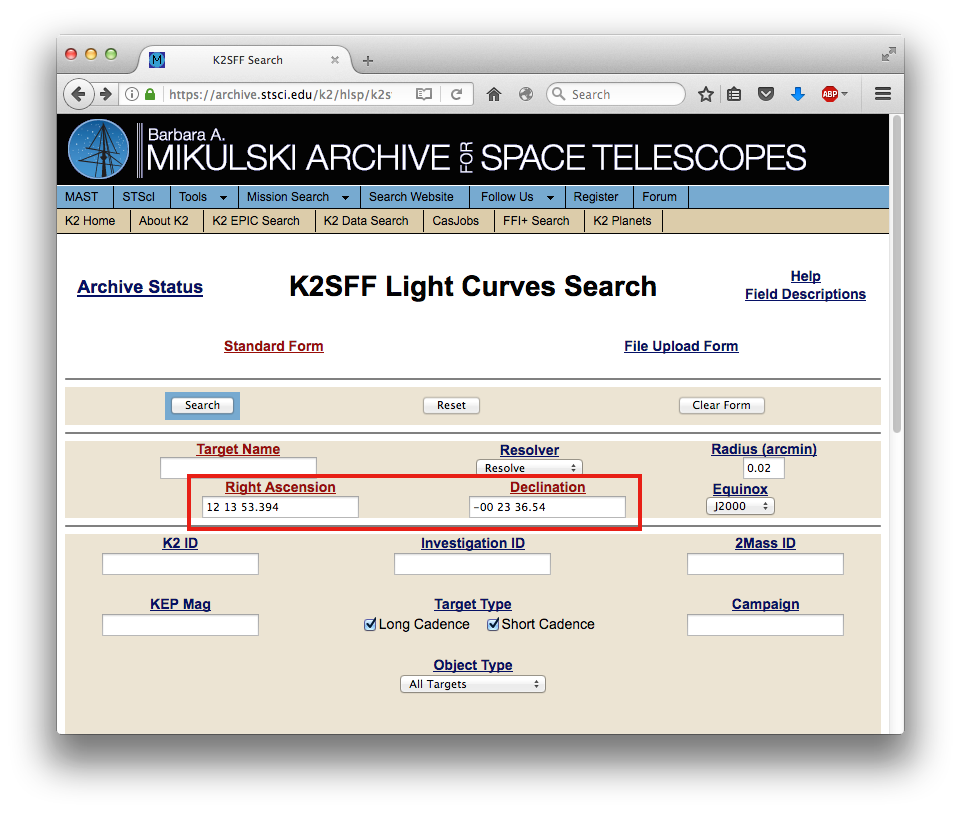 K2SFF Search
https://archive.stsci.edu/k2/hlsp/k2s
Search
ABP
M
Barbara A.
MIKULSKI ARCHIVE FOR SPACE TELESCOPES
MAST STScI Tools Mission Search Search Website Follow Us Register Forum
K2 Home About K2 K2 EPIC Search K2 Data Search CasJobs FFI+ Search K2 Planets
Archive Status K2SFF Light Curves Search Help
Field Descriptions
Standard Form File Upload Form
Search Reset Clear Form
Target Name Resolver Radius (arcmin)
Resolve 0.02
Right Ascension Declination Equinox
12 13 53.394 -00 23 36.54 J2000
K2 ID Investigation ID 2Mass ID
KEP Mag Target Type Campaign
Long Cadence Short Cadence
Object Type
All Targets